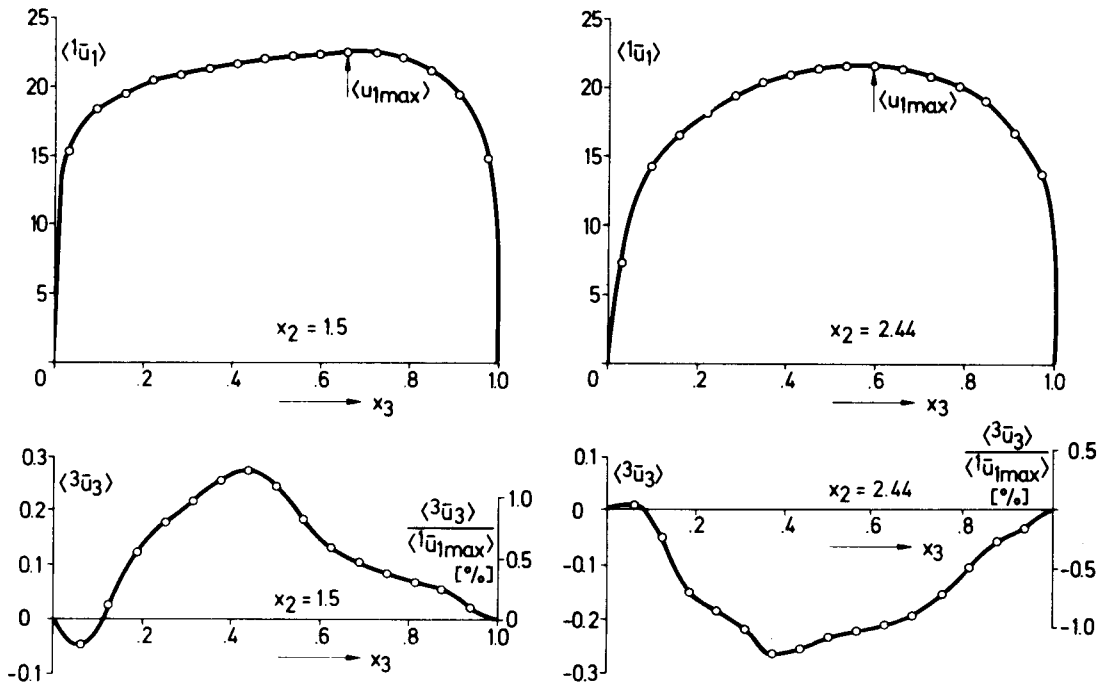 25
⟨¹ū₁⟩
20
15
10
5
0
⟨u₁max⟩
x₂ = 1.5
.2 .4 .6 .8 1.0
x₃
25
⟨¹ū₁⟩
20
15
10
5
0
⟨u₁max⟩
x₂ = 2.44
.2 .4 .6 .8 1.0
x₃
0.3
⟨³ū₃⟩
0.2
0.1
0
-0.1
1.0
⟨³ū₃⟩
⟨¹ū₁max⟩
[%]
0.5
0
x₂ = 1.5
.2 .4 .6 .8 1.0
x₃
0.1
⟨³ū₃⟩
0
-0.1
-0.2
-0.3
x₂ = 2.44
⟨³ū₃⟩
⟨¹ū₁max⟩
[%]
0.5
0
-0.5
-1.0
.2 .4 .6 .8 1.0
x₃